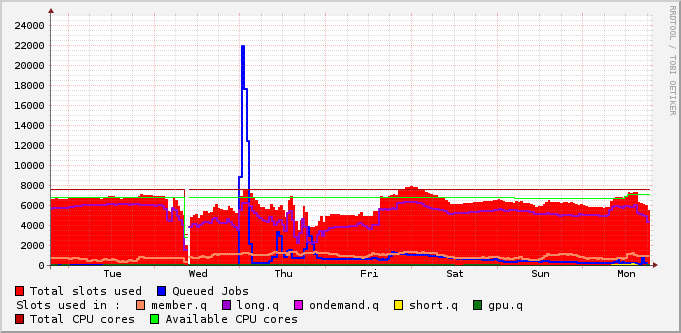 RRDTOOL / TOBI OETIKER
24000
22000
20000
18000
16000
14000
12000
10000
8000
6000
4000
2000
0
Tue Wed Thu Fri Sat Sun Mon
Total slots used Queued Jobs
Slots used in : member.q long.q ondemand.q short.q gpu.q
Total CPU cores Available CPU cores